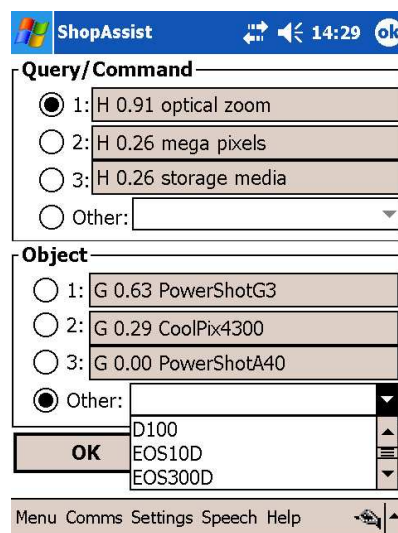 ShopAssist 14:29 ok
Query/Command
1: H 0.91 optical zoom
2: H 0.26 mega pixels
3: H 0.26 storage media
Other:
Object
1: G 0.63 PowerShotG3
2: G 0.29 CoolPix4300
3: G 0.00 PowerShotA40
Other:
D100
OK EOS10D
EOS300D
Menu Comms Settings Speech Help